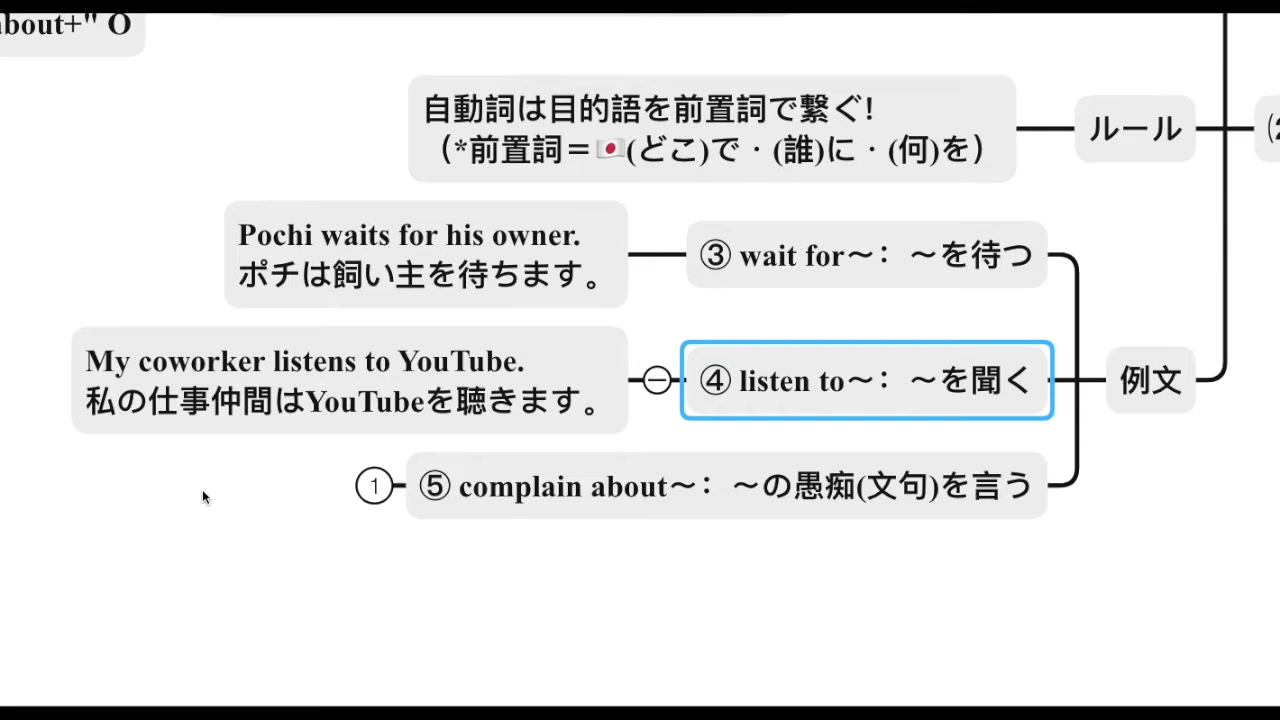 about+" O
自動詞は目的語を前置詞で繋ぐ!
（*前置詞＝🇯🇵(どこ)で・(誰)に・(何)を）
ルール
Pochi waits for his owner.
ポチは飼い主を待ちます。
③ wait for〜： 〜を待つ
My coworker listens to YouTube.
私の仕事仲間はYouTubeを聴きます。
④ listen to〜： 〜を聞く
例文
1
⑤ complain about〜： 〜の愚痴(文句)を言う